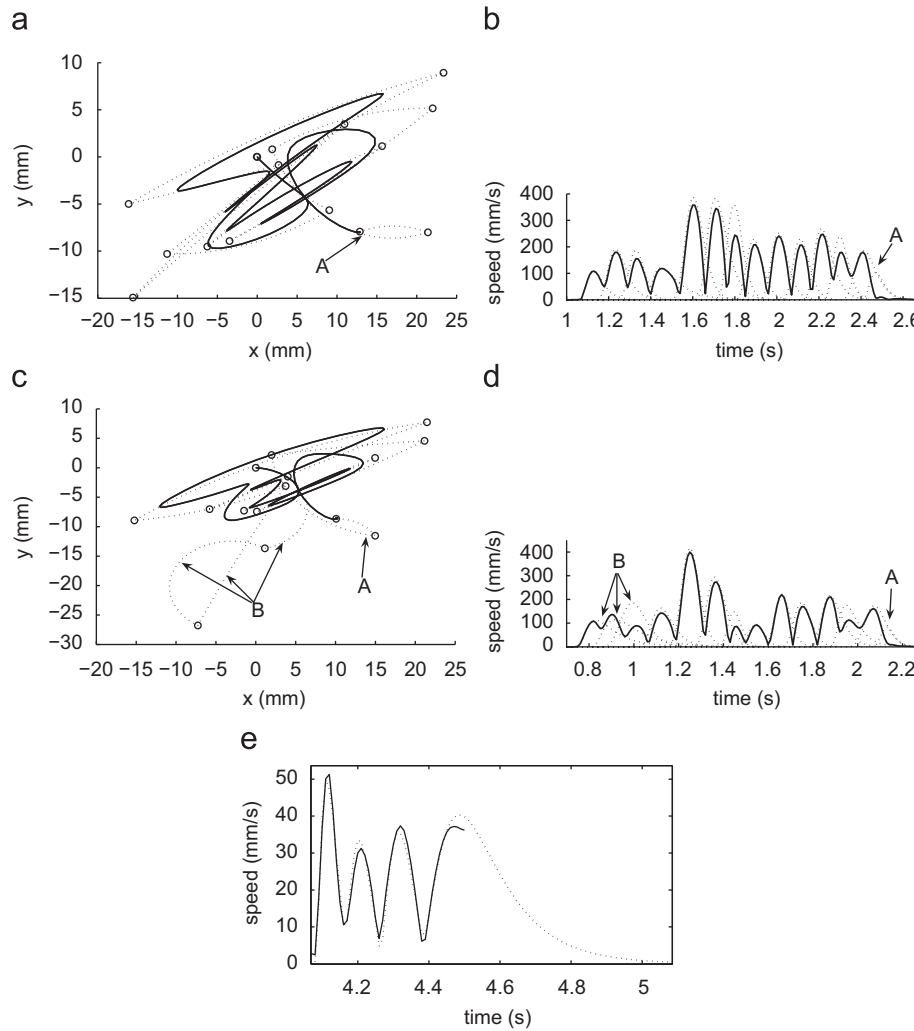 a
b
10
5
0
−5
−10
−15
y (mm)
A
−20 −15 −10 −5 0 5 10 15 20 25
x (mm)
400
300
200
100
0
speed (mm/s)
A
1 1.2 1.4 1.6 1.8 2 2.2 2.4 2.6
time (s)
c
d
10
5
0
−5
−10
−15
−20
−25
−30
y (mm)
B
A
−20 −15 −10 −5 0 5 10 15 20 25
x (mm)
400
300
200
100
0
speed (mm/s)
B
A
0.8 1 1.2 1.4 1.6 1.8 2 2.2
time (s)
e
50
40
30
20
10
0
speed (mm/s)
4.2 4.4 4.6 4.8 5
time (s)